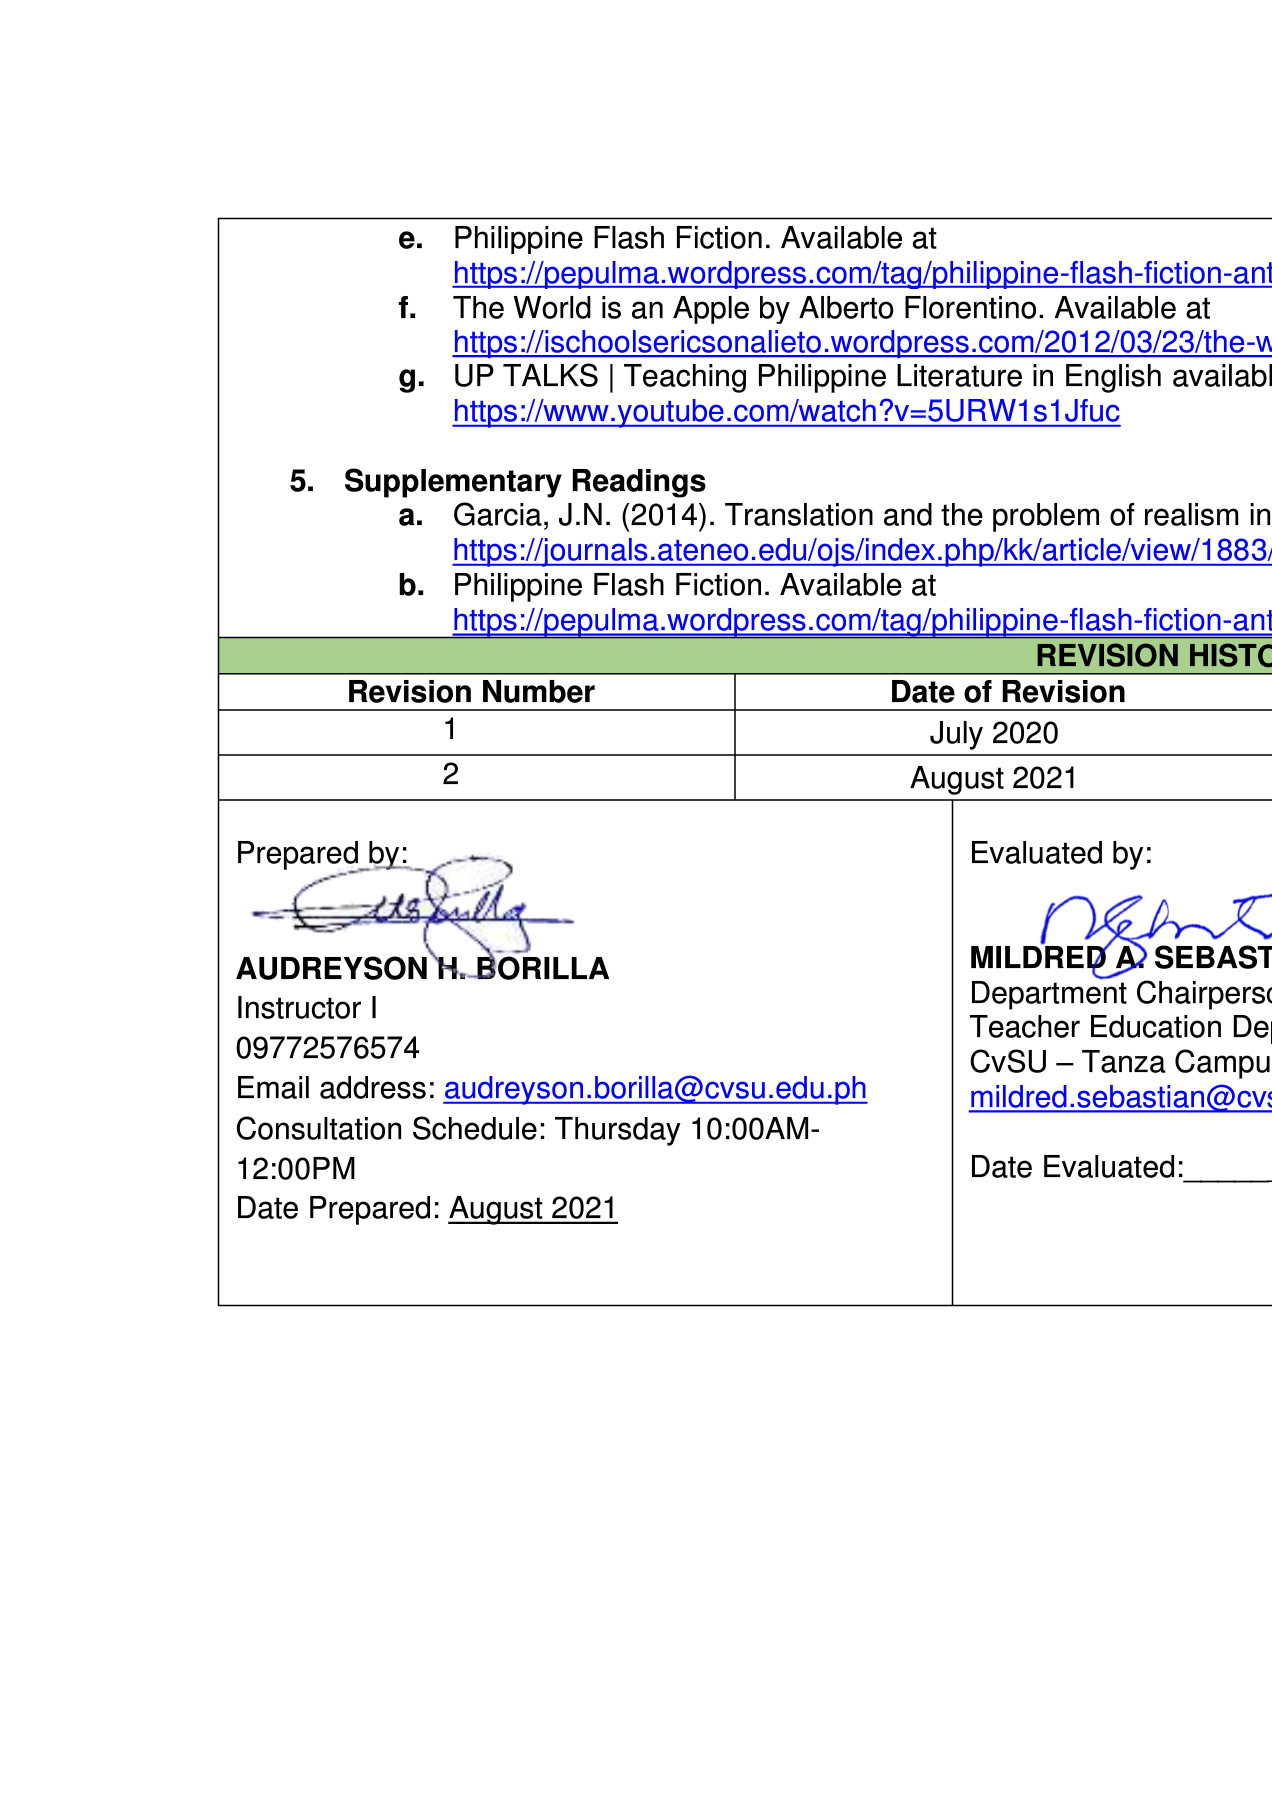 e. Philippine Flash Fiction. Available at
https://pepulma.wordpress.com/tag/philippine-flash-fiction-ant
f. The World is an Apple by Alberto Florentino. Available at
https://ischoolsericsonalieto.wordpress.com/2012/03/23/the-w
g. UP TALKS | Teaching Philippine Literature in English availabl
https://www.youtube.com/watch?v=5URW1s1Jfuc
5. Supplementary Readings
a. Garcia, J.N. (2014). Translation and the problem of realism in
https://journals.ateneo.edu/ojs/index.php/kk/article/view/1883/
b. Philippine Flash Fiction. Available at
https://pepulma.wordpress.com/tag/philippine-flash-fiction-ant
REVISION HISTO
Revision Number Date of Revision
1 July 2020
2 August 2021
Prepared by:
AUDREYSON H. BORILLA
Instructor I
09772576574
Email address: audreyson.borilla@cvsu.edu.ph
Consultation Schedule: Thursday 10:00AM-
12:00PM
Date Prepared: August 2021
Evaluated by:
MILDRED A. SEBAST
Department Chairperso
Teacher Education Dep
CvSU – Tanza Campu
mildred.sebastian@cvs
Date Evaluated:______